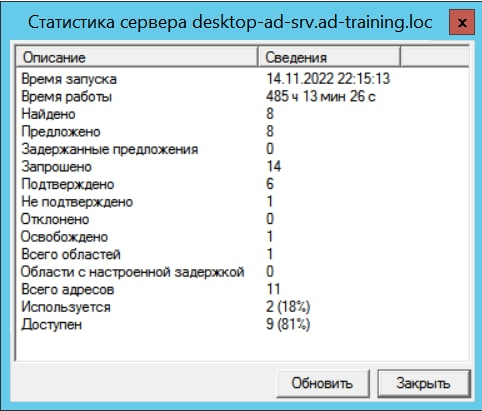 Статистика сервера desktop-ad-srv.ad-training.loc x
Описание Сведения
Время запуска 14.11.2022 22:15:13
Время работы 485 ч 13 мин 26 с
Найдено 8
Предложено 8
Задержанные предложения 0
Запрошено 14
Подтверждено 6
Не подтверждено 1
Отклонено 0
Освобождено 1
Всего областей 1
Области с настроенной задержкой 0
Всего адресов 11
Используется 2 (18%)
Доступен 9 (81%)
Обновить Закрыть